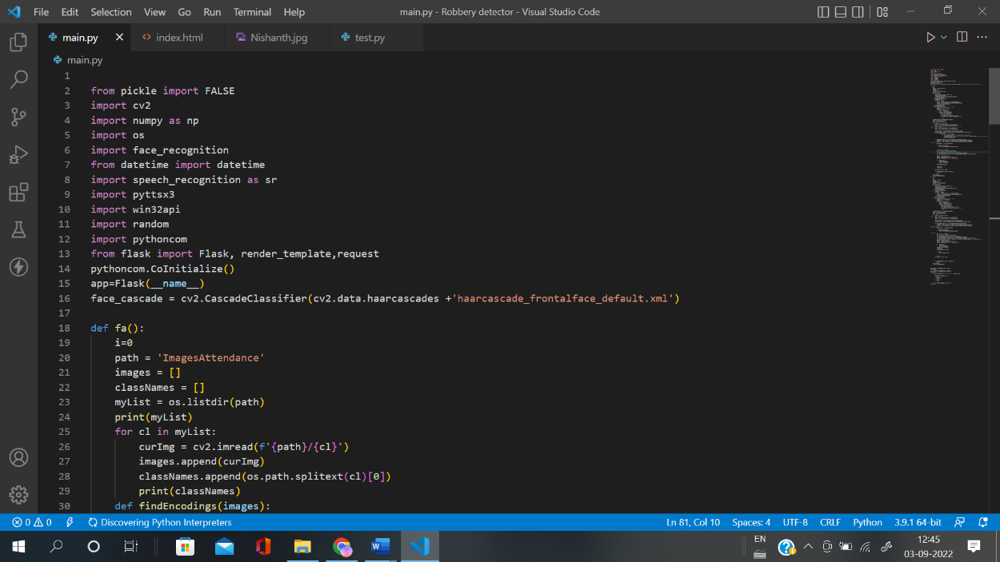 File Edit Selection View Go Run Terminal Help main.py - Robbery detector - Visual Studio Code
main.py index.html Nishanth.jpg test.py
main.py
1
2 from pickle import FALSE
3 import cv2
4 import numpy as np
5 import os
6 import face_recognition
7 from datetime import datetime
8 import speech_recognition as sr
9 import pyttsx3
10 import win32api
11 import random
12 import pythoncom
13 from flask import Flask, render_template,request
14 pythoncom.CoInitialize()
15 app=Flask(__name__)
16 face_cascade = cv2.CascadeClassifier(cv2.data.haarcascades +'haarcascade_frontalface_default.xml')
17
18 def fa():
19 i=0
20 path = 'ImagesAttendance'
21 images = []
22 classNames = []
23 myList = os.listdir(path)
24 print(myList)
25 for cl in myList:
26 curImg = cv2.imread(f'{path}/{cl}')
27 images.append(curImg)
28 classNames.append(os.path.splitext(cl)[0])
29 print(classNames)
30 def findEncodings(images):
0 0 Discovering Python Interpreters Ln 81, Col 10 Spaces: 4 UTF-8 CRLF Python 3.9.1 64-bit
EN 12:45
03-09-2022